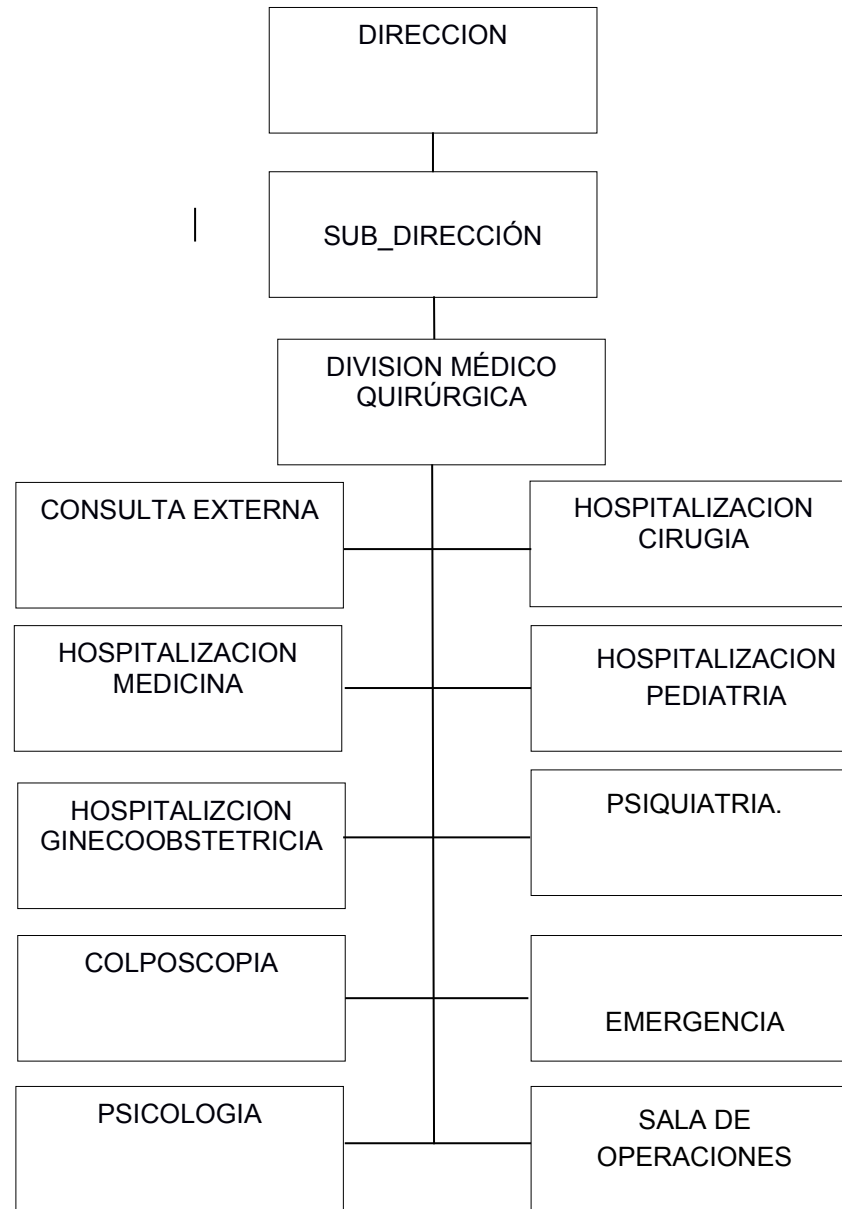 DIRECCION
SUB_DIRECCIÓN
DIVISION MÉDICO
QUIRÚRGICA
CONSULTA EXTERNA
HOSPITALIZACION
CIRUGIA
HOSPITALIZACION
MEDICINA
HOSPITALIZACION
PEDIATRIA
HOSPITALIZCION
GINECOOBSTETRICIA
PSIQUIATRIA.
COLPOSCOPIA
EMERGENCIA
PSICOLOGIA
SALA DE
OPERACIONES